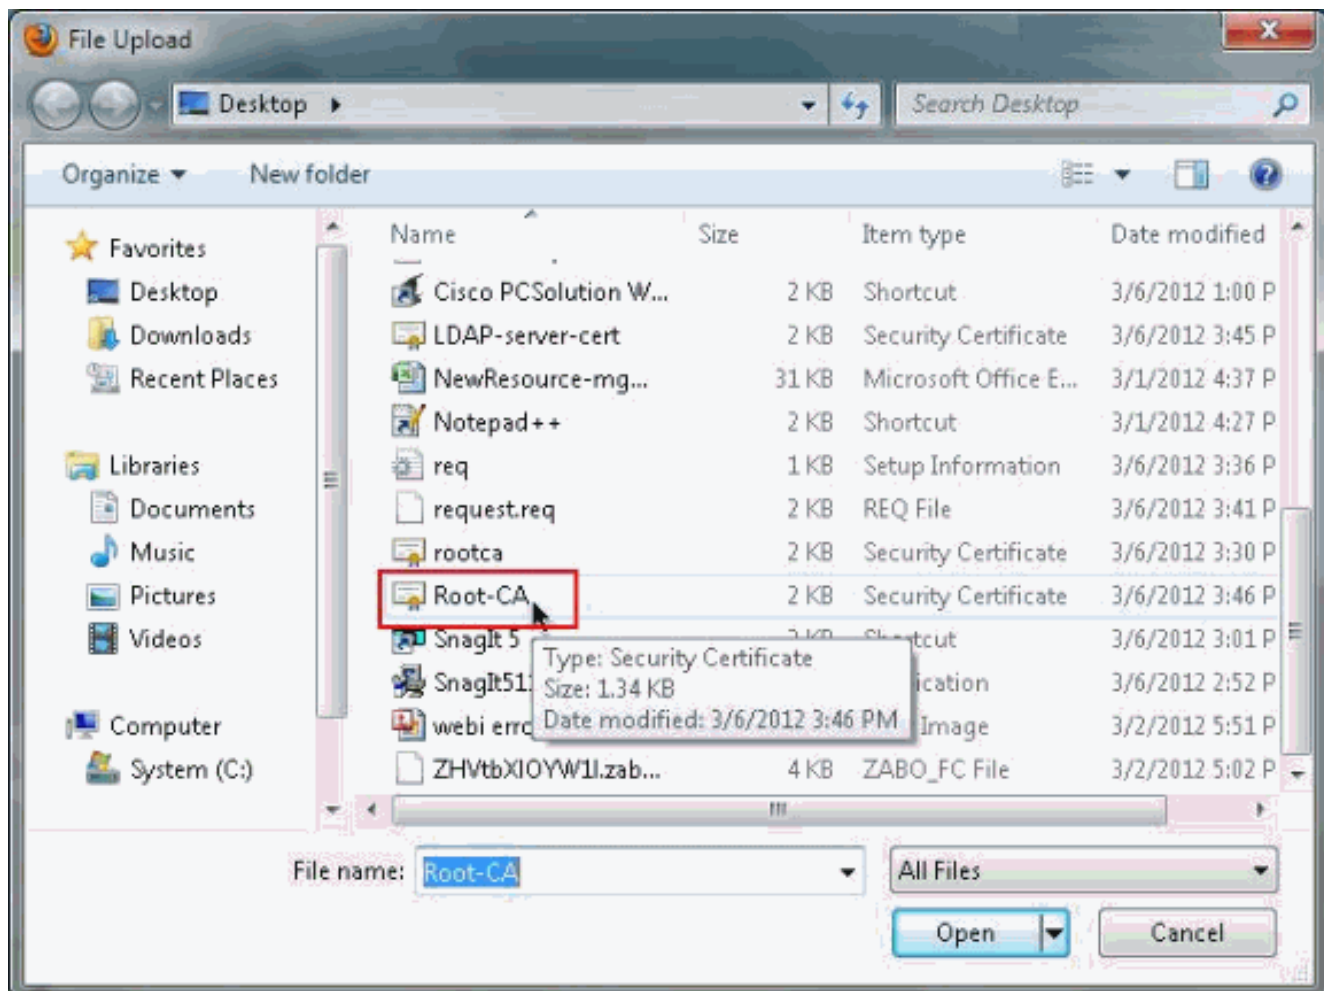 File Upload
Desktop
Search Desktop
Organize New folder
Favorites
Desktop
Downloads
Recent Places
Libraries
Documents
Music
Pictures
Videos
Computer
System (C:)
Name Size Item type Date modified
Cisco PCSolution W... 2 KB Shortcut 3/6/2012 1:00 P
LDAP-server-cert 2 KB Security Certificate 3/6/2012 3:45 P
NewResource-mg... 31 KB Microsoft Office E... 3/1/2012 4:37 P
Notepad++ 2 KB Shortcut 3/1/2012 4:27 P
req 1 KB Setup Information 3/6/2012 3:36 P
request.req 2 KB REQ File 3/6/2012 3:41 P
rootca 2 KB Security Certificate 3/6/2012 3:30 P
Root-CA 2 KB Security Certificate 3/6/2012 3:46 P
SnagIt 5 3/6/2012 3:01 P
SnagIt51 3/6/2012 2:52 P
webi erro Image 3/2/2012 5:51 P
Type: Security Certificate
Size: 1.34 KB
Date modified: 3/6/2012 3:46 PM
4 KB ZABO_FC File 3/2/2012 5:02 P
File name: Root-CA All Files
Open Cancel